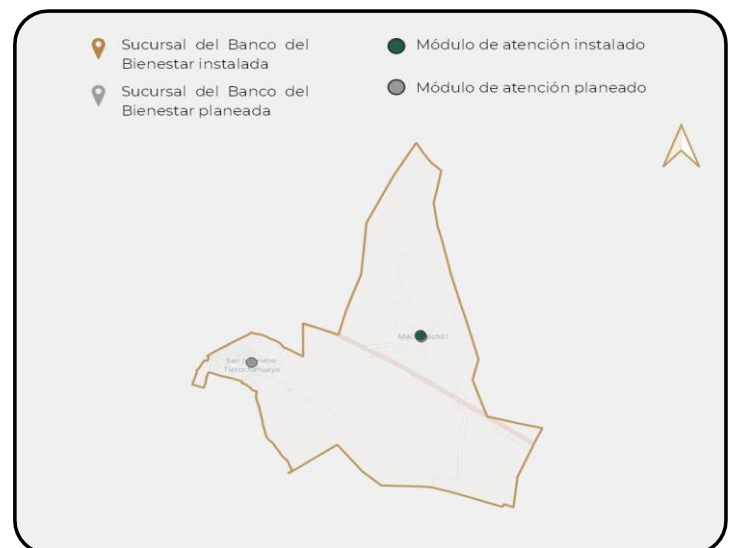 Sucursal del Banco del
Bienestar instalada
Sucursal del Banco del
Bienestar planeada
Módulo de atención instalado
Módulo de atención planeado